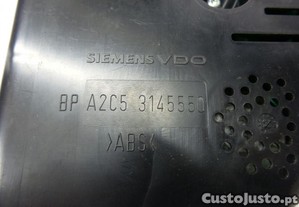 SIEMENS VDO
BP A2C5 3145550
>ABS<
CustoJusto.pt